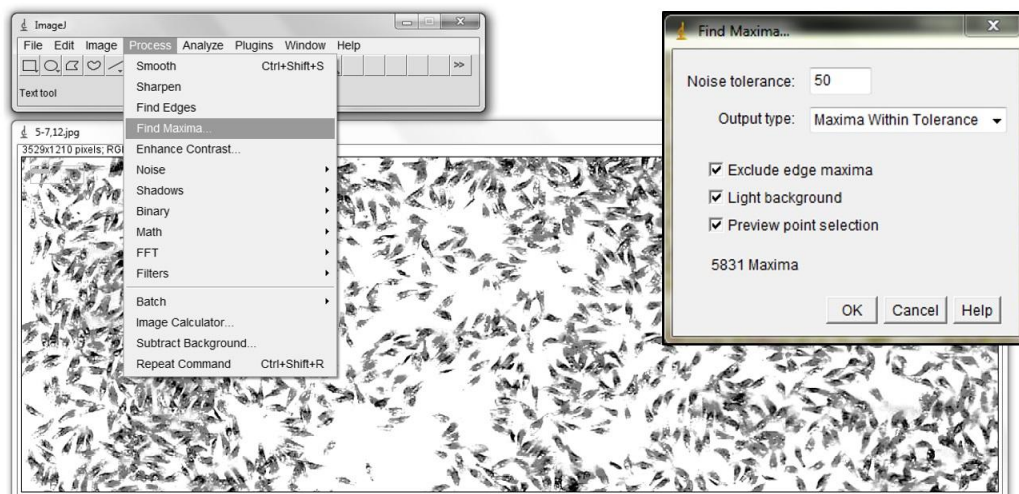 ImageJ
File Edit Image Process Analyze Plugins Window Help
>>
Text tool
Smooth Ctrl+Shift+S
Sharpen
Find Edges
Find Maxima...
Enhance Contrast...
Noise
Shadows
Binary
Math
FFT
Filters
Batch
Image Calculator...
Subtract Background...
Repeat Command Ctrl+Shift+R
5-7,12.jpg
3529x1210 pixels; RG
Find Maxima...
X
Noise tolerance: 50
Output type: Maxima Within Tolerance
Exclude edge maxima
Light background
Preview point selection
5831 Maxima
OK Cancel Help